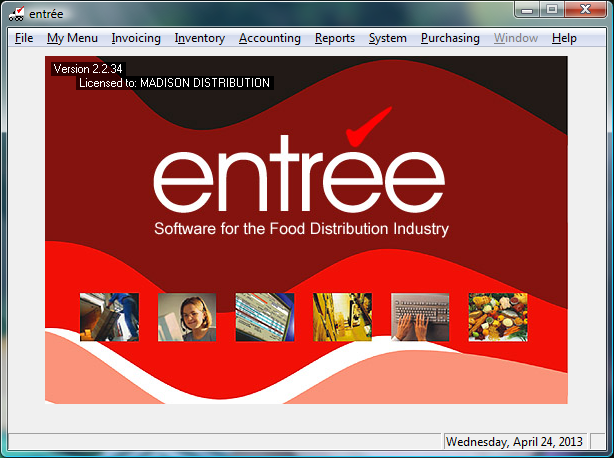 entrée
File My Menu Invoicing Inventory Accounting Reports System Purchasing Window Help
Version 2.2.34
Licensed to: MADISON DISTRIBUTION
entrée
Software for the Food Distribution Industry
Wednesday, April 24, 2013